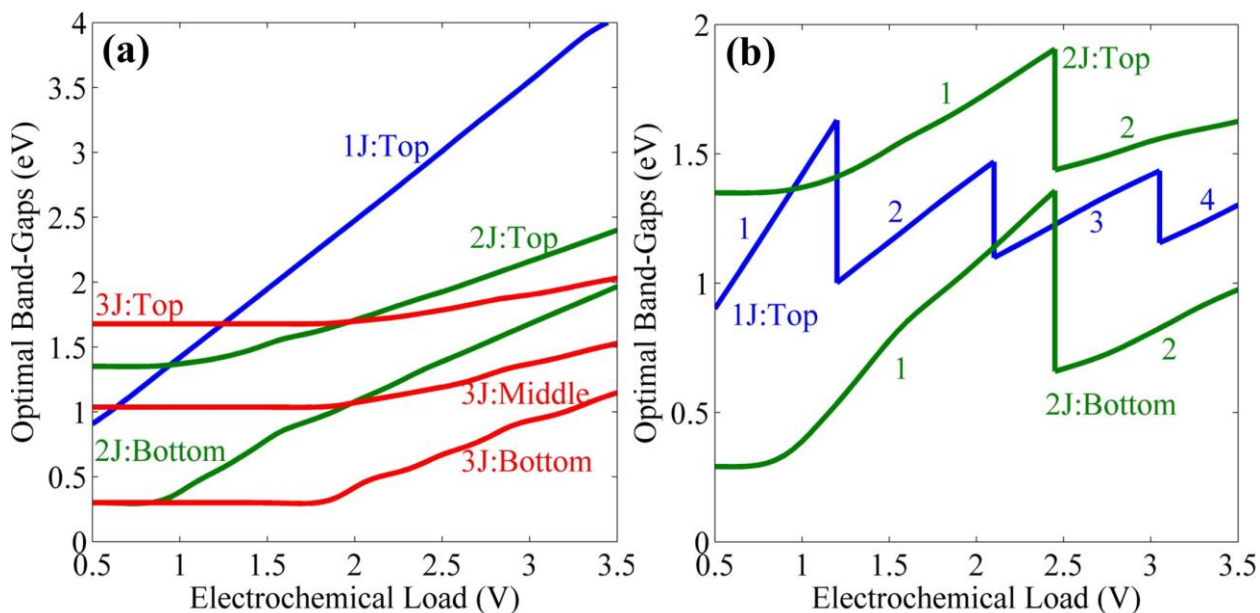 (a)
Optimal Band-Gaps (eV)
4
3.5
3
2.5
2
1.5
1
0.5
0
1J:Top
2J:Top
3J:Top
3J:Middle
2J:Bottom
3J:Bottom
0.5 1 1.5 2 2.5 3 3.5
Electrochemical Load (V)
(b)
Optimal Band-Gaps (eV)
2
1.5
1
0.5
0
2J:Top
1
2
1
2
3
4
1J:Top
1
2
2J:Bottom
0.5 1 1.5 2 2.5 3 3.5
Electrochemical Load (V)